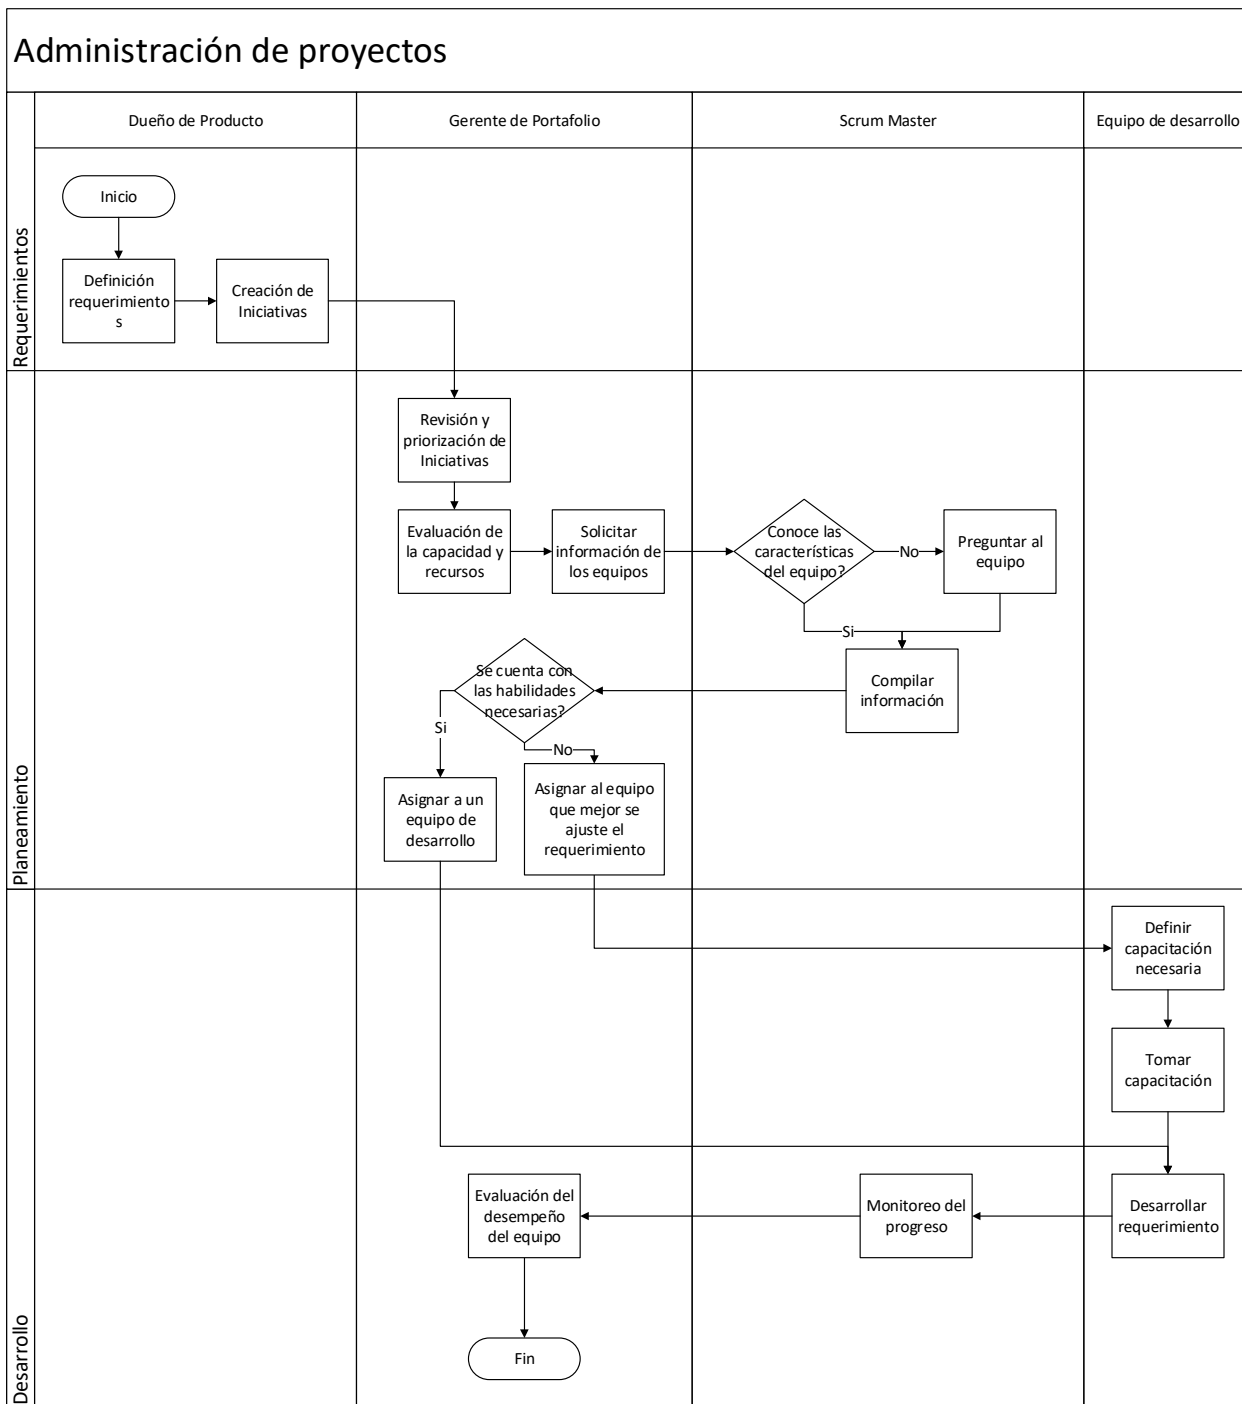 Administración de proyectos
Dueño de Producto
Gerente de Portafolio
Scrum Master
Equipo de desarrollo
Requerimientos
Inicio
Definición
requerimiento
s
Creación de
Iniciativas
Planeamiento
Revisión y
priorización de
Iniciativas
Evaluación de
la capacidad y
recursos
Solicitar
información de
los equipos
Conoce las
características
del equipo?
No
Preguntar al
equipo
Si
Compilar
información
Se cuenta con
las habilidades
necesarias?
Si
No
Asignar a un
equipo de
desarrollo
Asignar al equipo
que mejor se
ajuste el
requerimiento
Desarrollo
Definir
capacitación
necesaria
Tomar
capacitación
Desarrollar
requerimiento
Monitoreo del
progreso
Evaluación del
desempeño
del equipo
Fin